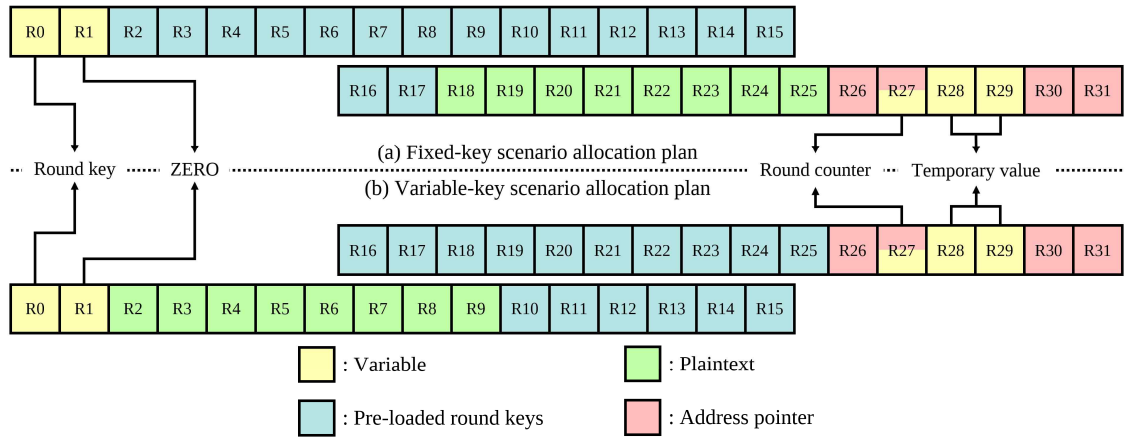 R0 R1 R2 R3 R4 R5 R6 R7 R8 R9 R10 R11 R12 R13 R14 R15
R16 R17 R18 R19 R20 R21 R22 R23 R24 R25 R26 R27 R28 R29 R30 R31
(a) Fixed-key scenario allocation plan
Round key ZERO Round counter Temporary value
(b) Variable-key scenario allocation plan
R16 R17 R18 R19 R20 R21 R22 R23 R24 R25 R26 R27 R28 R29 R30 R31
R0 R1 R2 R3 R4 R5 R6 R7 R8 R9 R10 R11 R12 R13 R14 R15
: Variable : Plaintext
: Pre-loaded round keys : Address pointer